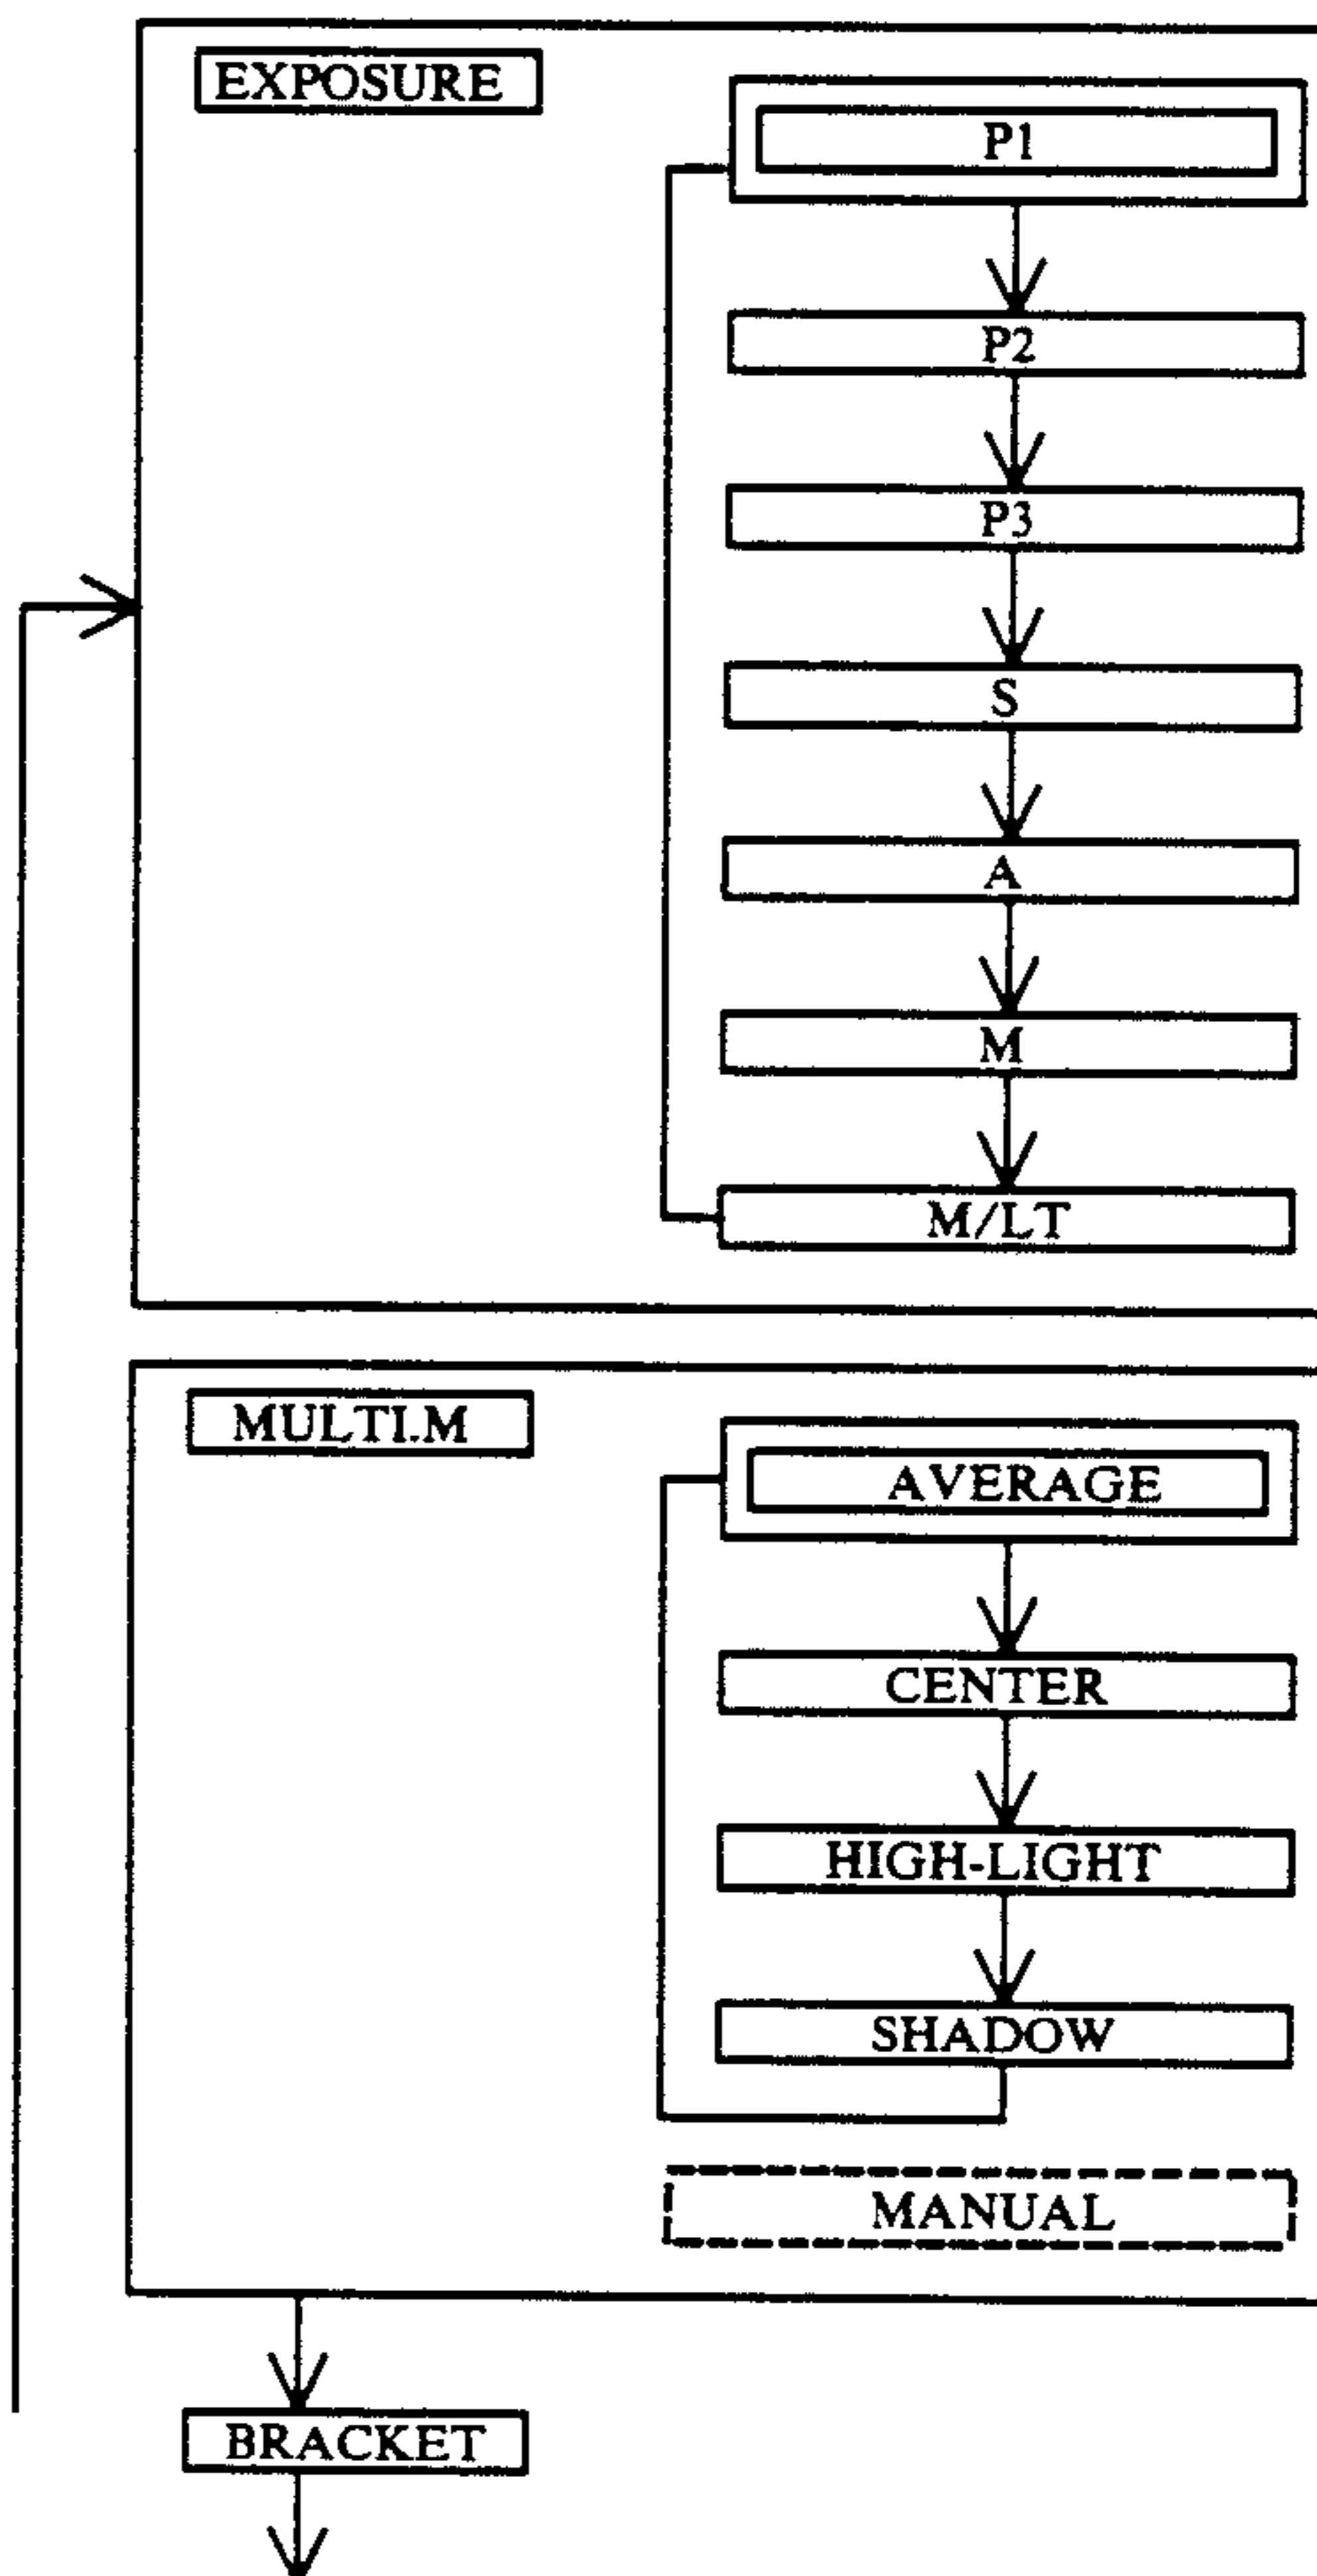 EXPOSURE
P1
P2
P3
S
A
M
M/LT
MULTI.M
AVERAGE
CENTER
HIGH-LIGHT
SHADOW
MANUAL
BRACKET